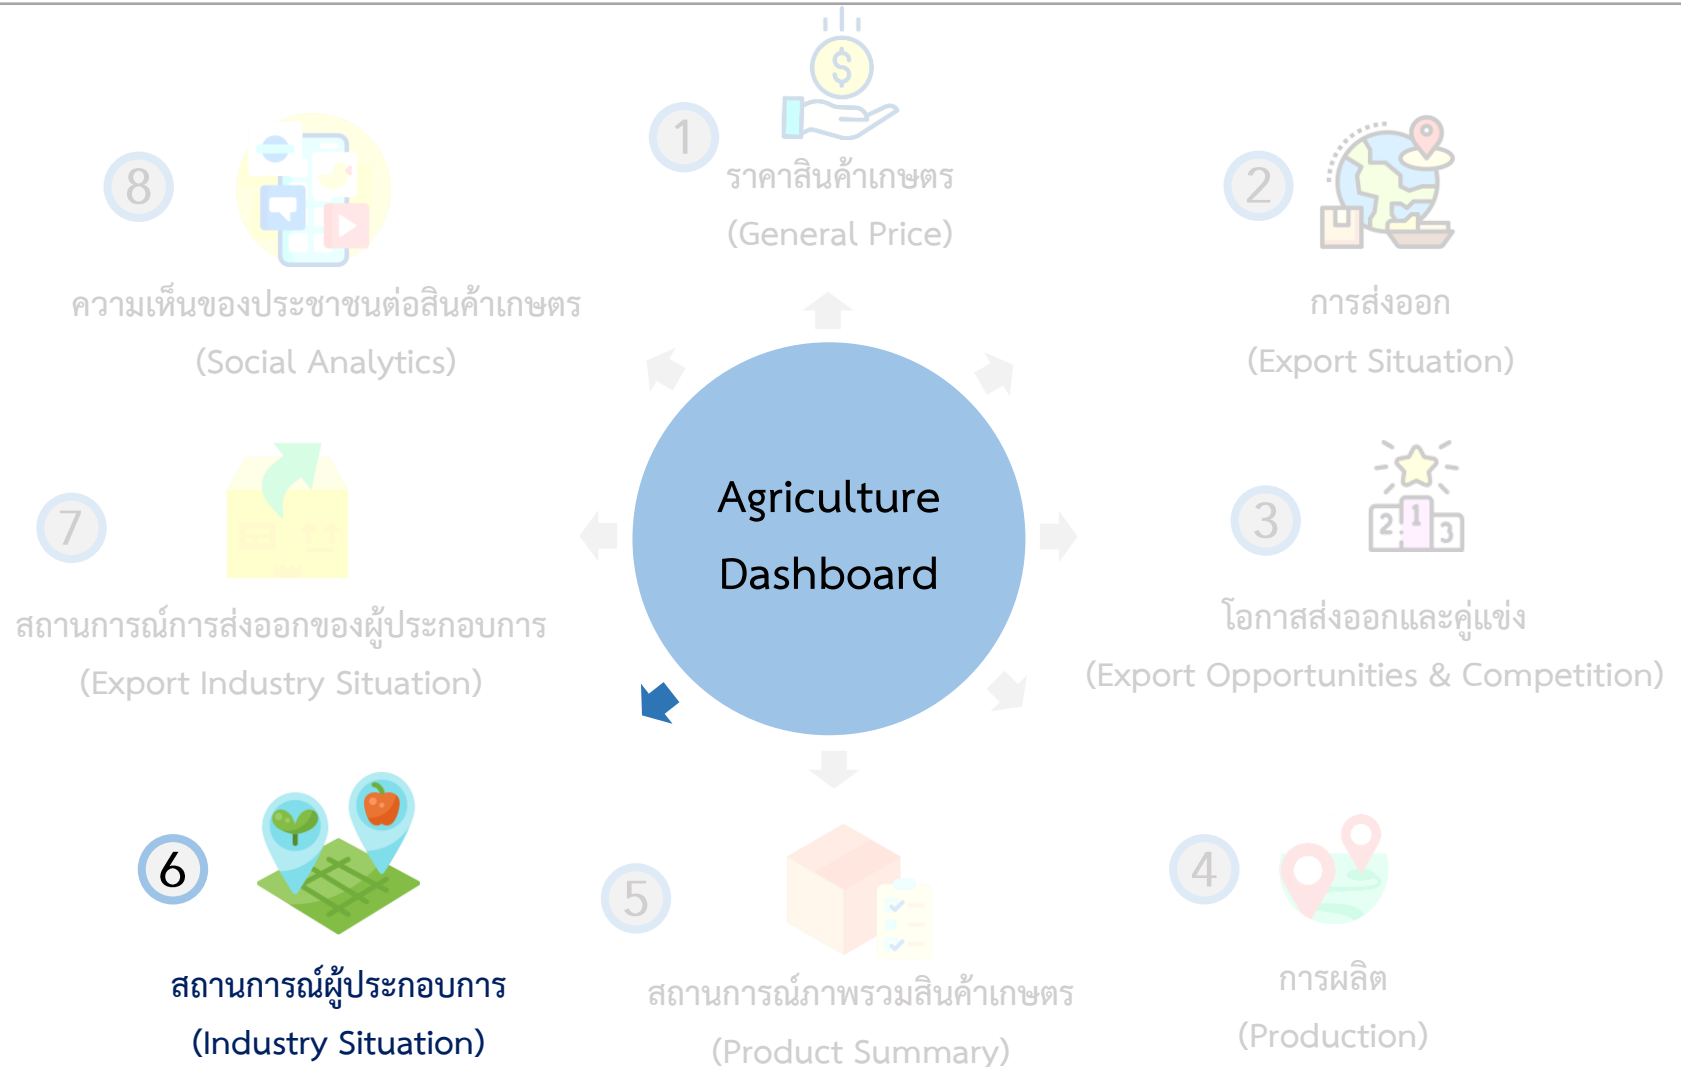 1
ราคาสินค้าเกษตร
(General Price)
2
การส่งออก
(Export Situation)
3
2 1 3
โอกาสส่งออกและคู่แข่ง
(Export Opportunities & Competition)
4
การผลิต
(Production)
5
สถานการณ์ภาพรวมสินค้าเกษตร
(Product Summary)
6
สถานการณ์ผู้ประกอบการ
(Industry Situation)
7
สถานการณ์การส่งออกของผู้ประกอบการ
(Export Industry Situation)
8
ความเห็นของประชาชนต่อสินค้าเกษตร
(Social Analytics)
Agriculture
Dashboard
$